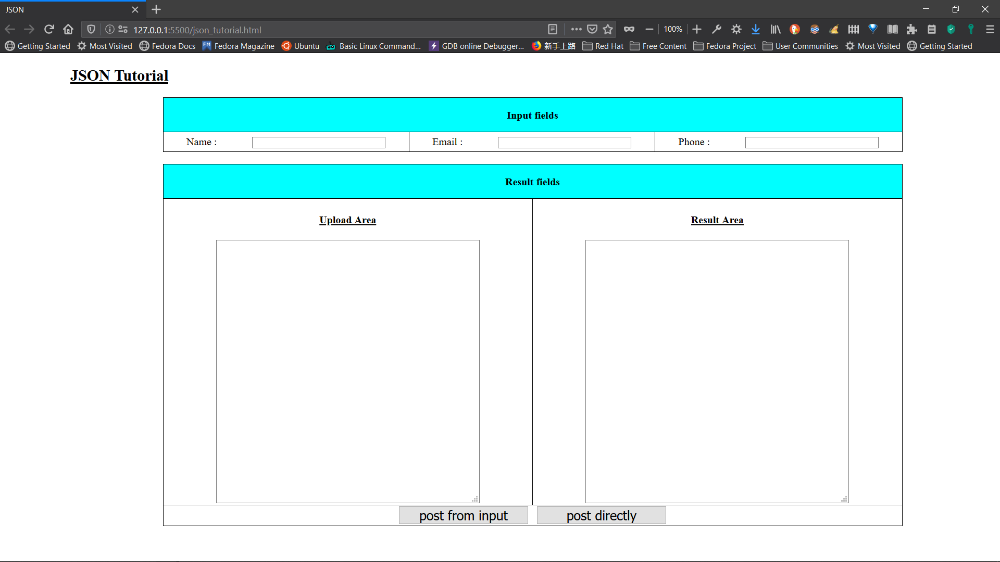 JSON
127.0.0.1:5500/json_tutorial.html
100%
Getting Started Most Visited Fedora Docs FM Fedora Magazine Ubuntu Basic Linux Command... GDB online Debugger... 新手上路 Red Hat Free Content Fedora Project User Communities Most Visited Getting Started
JSON Tutorial
Input fields
Name : Email : Phone :
Result fields
Upload Area Result Area
post from input post directly